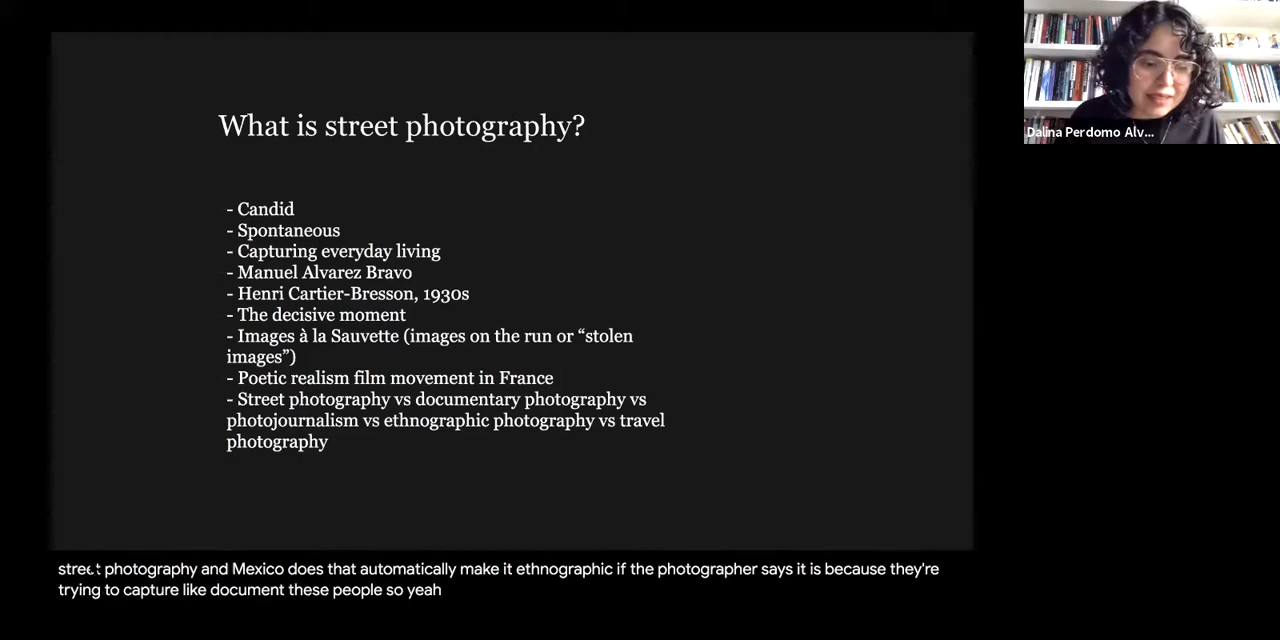 What is street photography?
- Candid
- Spontaneous
- Capturing everyday living
- Manuel Alvarez Bravo
- Henri Cartier-Bresson, 1930s
- The decisive moment
- Images à la Sauvette (images on the run or “stolen
images”)
- Poetic realism film movement in France
- Street photography vs documentary photography vs
photojournalism vs ethnographic photography vs travel
photography
Dalina Perdomo Alv...
street photography and Mexico does that automatically make it ethnographic if the photographer says it is because they're
trying to capture like document these people so yeah